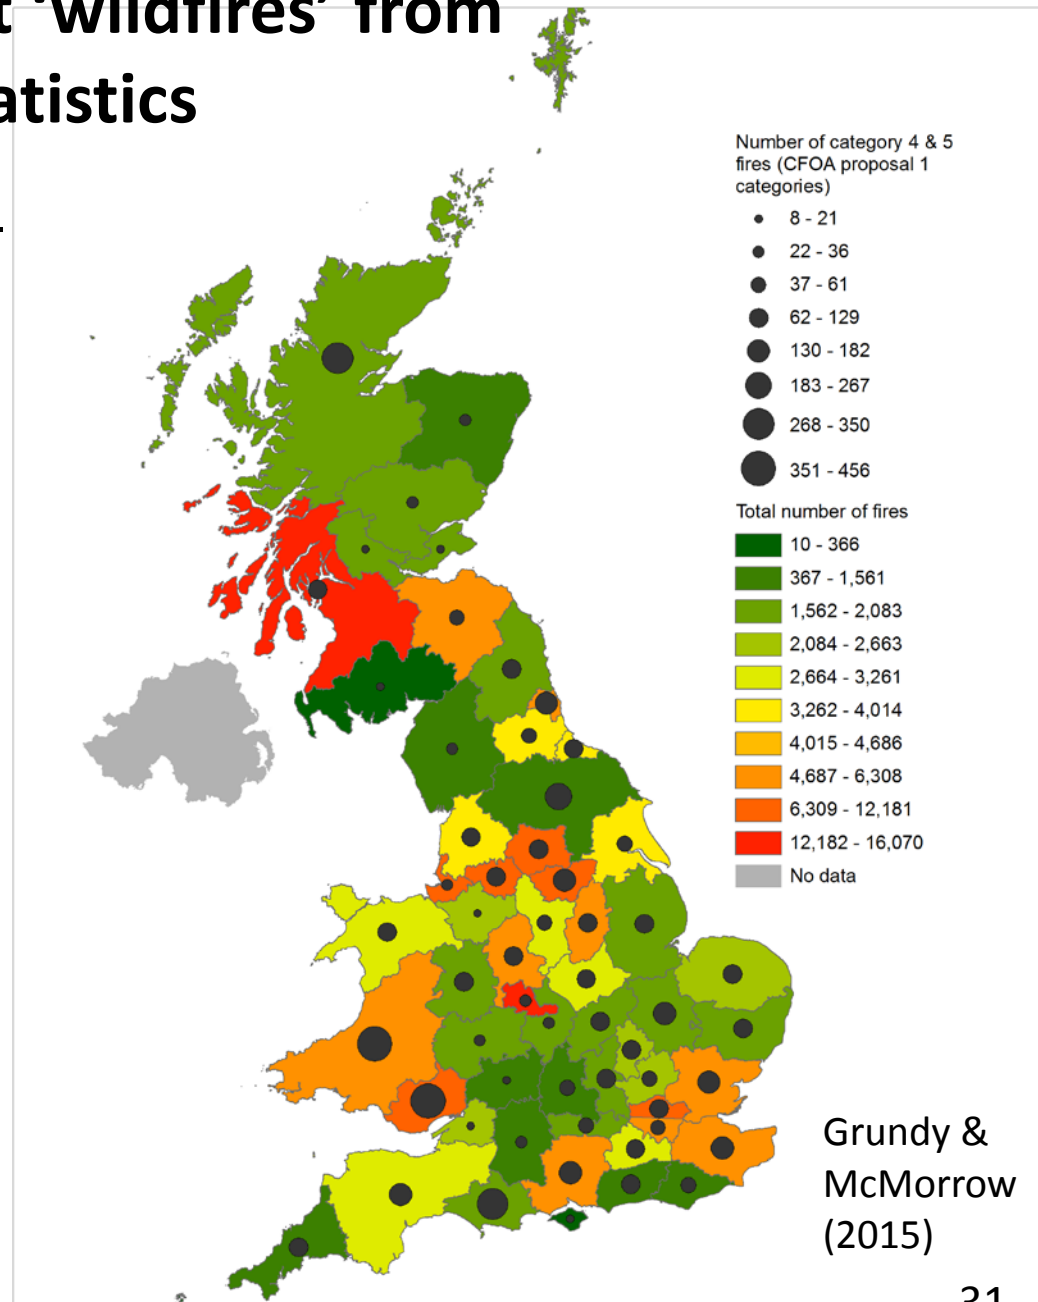 t ‘wildfires’ from
atistics
Number of category 4 & 5
fires (CFOA proposal 1
categories)
8 - 21
22 - 36
37 - 61
62 - 129
130 - 182
183 - 267
268 - 350
351 - 456
Total number of fires
10 - 366
367 - 1,561
1,562 - 2,083
2,084 - 2,663
2,664 - 3,261
3,262 - 4,014
4,015 - 4,686
4,687 - 6,308
6,309 - 12,181
12,182 - 16,070
No data
Grundy &
McMorrow
(2015)
31